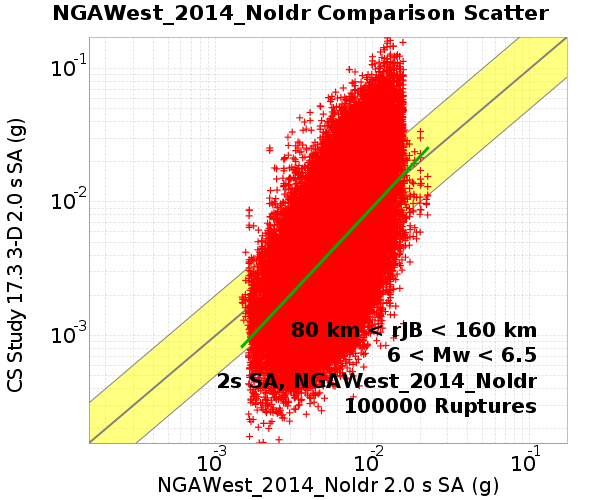 NGAWest_2014_NoIdr Comparison Scatter
CS Study 17.3 3-D 2.0 s SA (g)
10-1
10-2
10-3
80 km < rJB < 160 km
6 < Mw < 6.5
2s SA, NGAWest_2014_NoIdr
100000 Ruptures
10-3 10-2 10-1
NGAWest_2014_NoIdr 2.0 s SA (g)